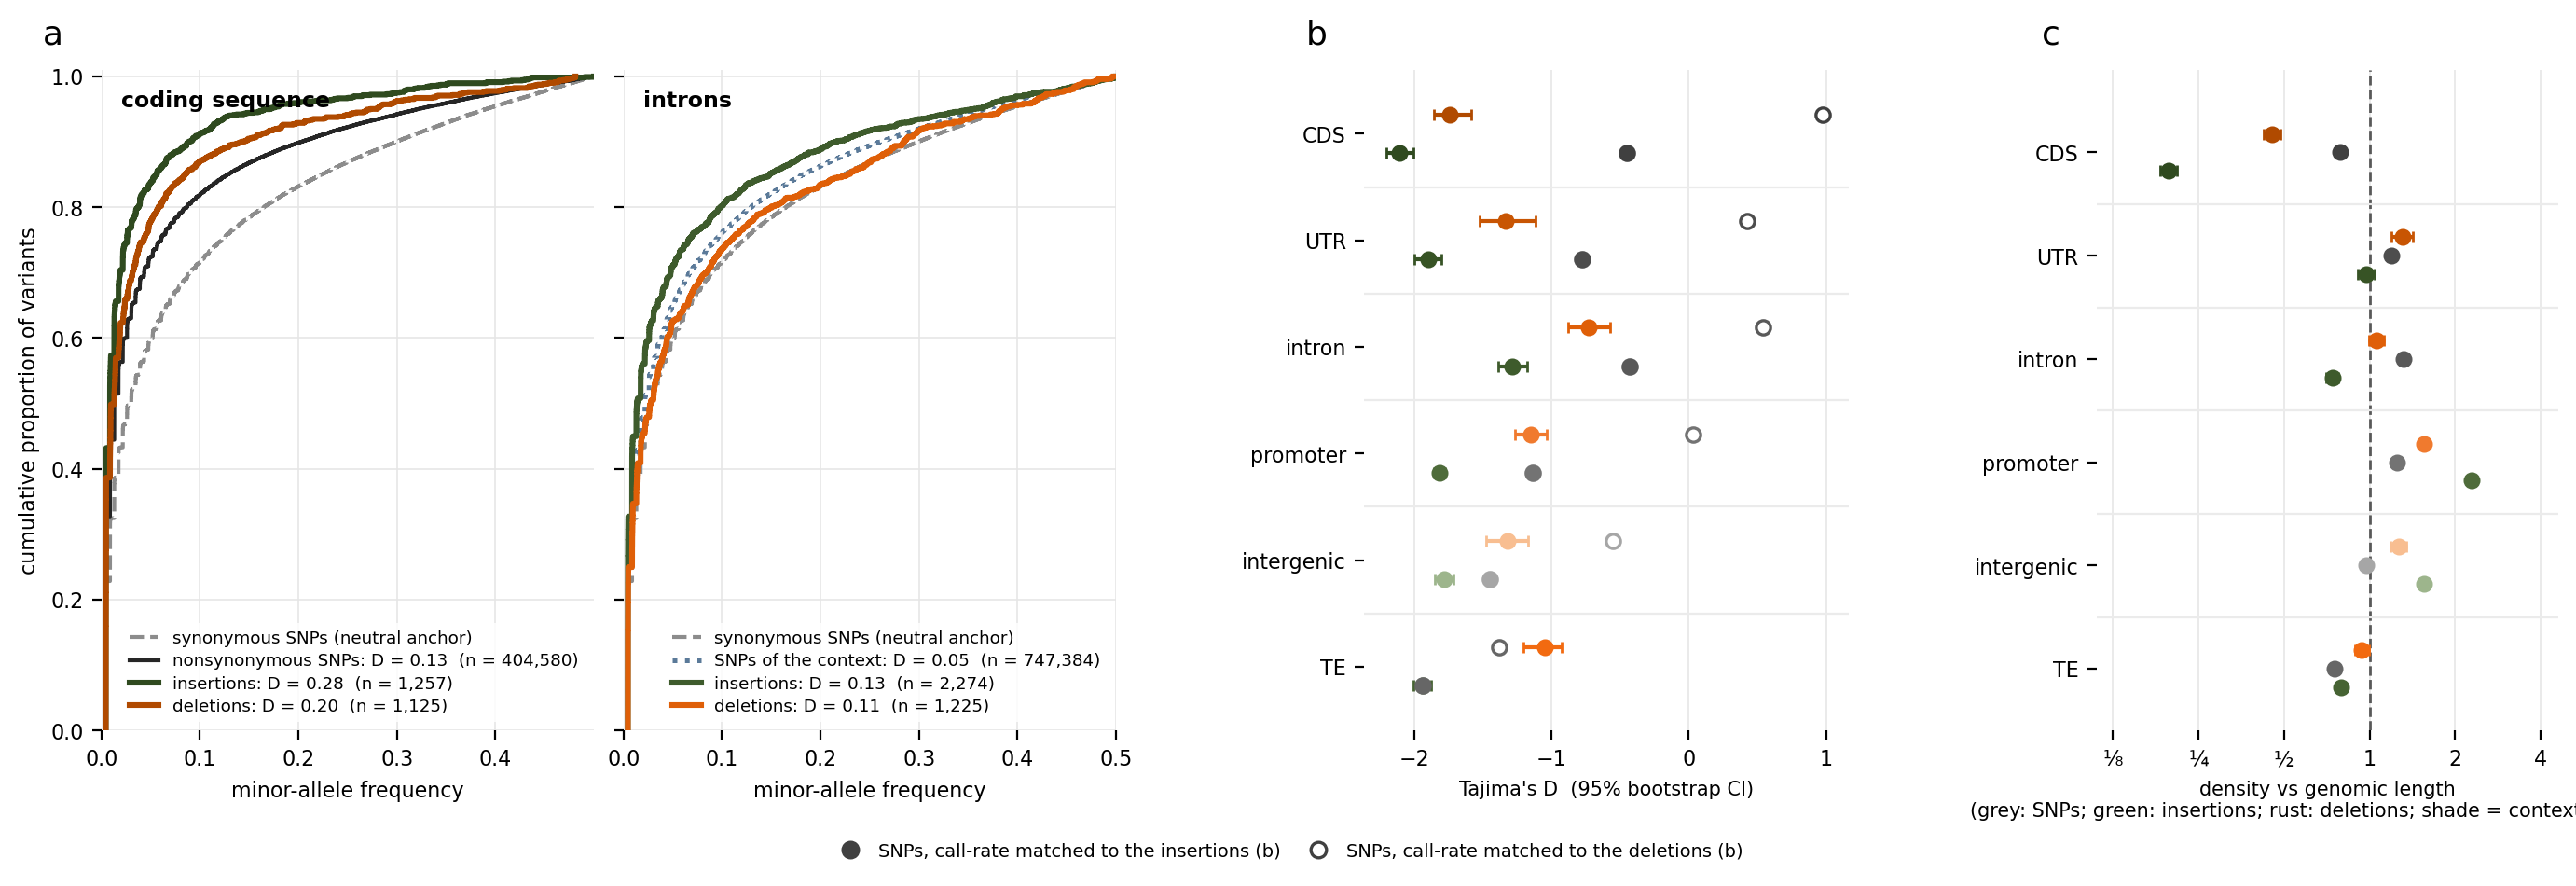 a
b
c
coding sequence
introns
cumulative proportion of variants
1.0
0.8
0.6
0.4
0.2
0.0
synonymous SNPs (neutral anchor)
nonsynonymous SNPs: D = 0.13 (n = 404,580)
insertions: D = 0.28 (n = 1,257)
deletions: D = 0.20 (n = 1,125)
0.0 0.1 0.2 0.3 0.4
minor-allele frequency
synonymous SNPs (neutral anchor)
SNPs of the context: D = 0.05 (n = 747,384)
insertions: D = 0.13 (n = 2,274)
deletions: D = 0.11 (n = 1,225)
0.0 0.1 0.2 0.3 0.4 0.5
minor-allele frequency
CDS
UTR
intron
promoter
intergenic
TE
−2 −1 0 1
Tajima's D (95% bootstrap CI)
CDS
UTR
intron
promoter
intergenic
TE
⅛ ¼ ½ 1 2 4
density vs genomic length
(grey: SNPs; green: insertions; rust: deletions; shade = context
SNPs, call-rate matched to the insertions (b)
SNPs, call-rate matched to the deletions (b)